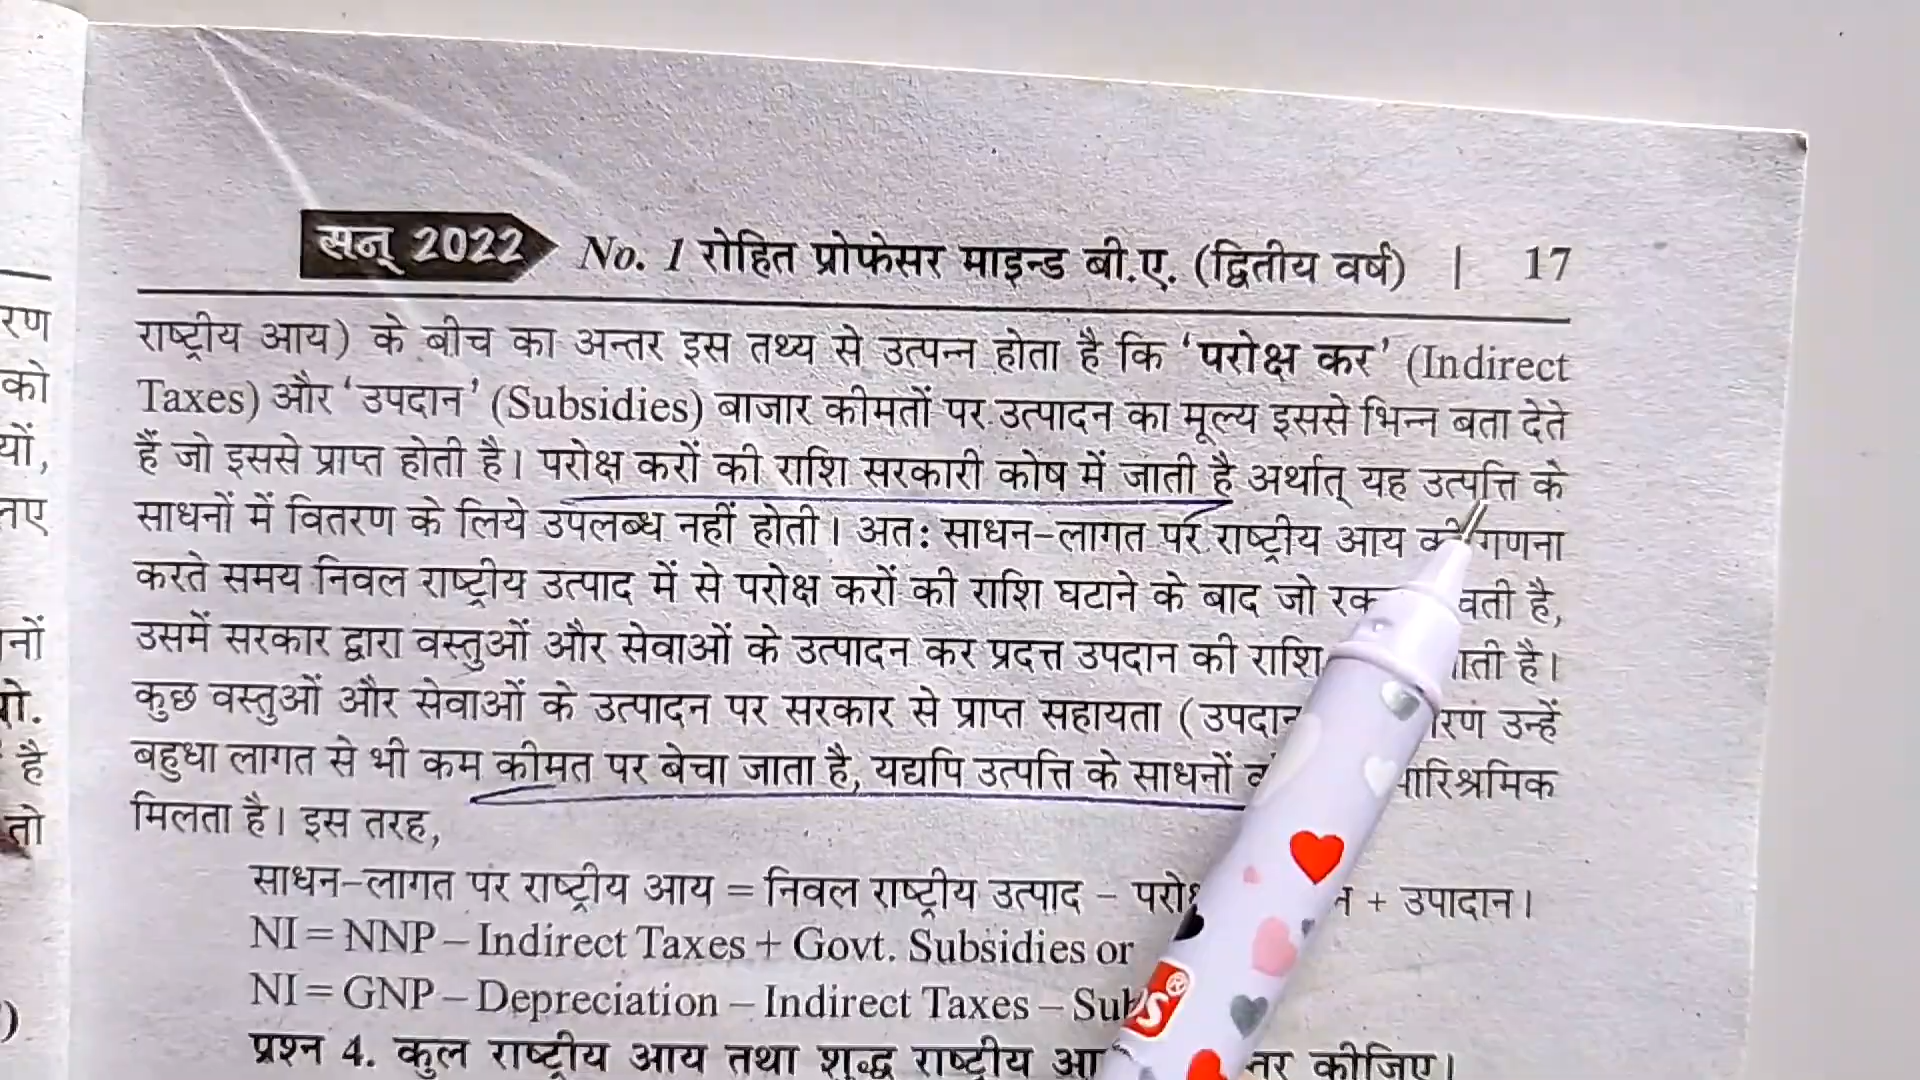 सन् 2022 No. 1 रोहित प्रोफेसर माइन्ड बी.ए. (द्वितीय वर्ष) | 17
राष्ट्रीय आय) के बीच का अन्तर इस तथ्य से उत्पन्न होता है कि ‘परोक्ष कर’ (Indirect
Taxes) और ‘उपदान’ (Subsidies) बाजार कीमतों पर उत्पादन का मूल्य इससे भिन्न बता देते
हैं जो इससे प्राप्त होती है। परोक्ष करों की राशि सरकारी कोष में जाती है अर्थात् यह उत्पत्ति के
साधनों में वितरण के लिये उपलब्ध नहीं होती। अतः साधन-लागत पर राष्ट्रीय आय की गणना
करते समय निवल राष्ट्रीय उत्पाद में से परोक्ष करों की राशि घटाने के बाद जो है,
उसमें सरकार द्वारा वस्तुओं और सेवाओं के उत्पादन कर प्रदत्त उपदान की राशि है।
कुछ वस्तुओं और सेवाओं के उत्पादन पर सरकार से प्राप्त सहायता (उपदान उन्हें
बहुधा लागत से भी कम कीमत पर बेचा जाता है, यद्यपि उत्पत्ति के साधनों
मिलता है। इस तरह,
साधन-लागत पर राष्ट्रीय आय = निवल राष्ट्रीय उत्पाद – + उपादान।
NI = NNP – Indirect Taxes + Govt. Subsidies or
NI = GNP – Depreciation – Indirect Taxes –
प्रश्न 4. कुल राष्ट्रीय आय तथा शुद्ध राष्ट्रीय कीजिए।
रण
को
यों,
नों
है
तो
)